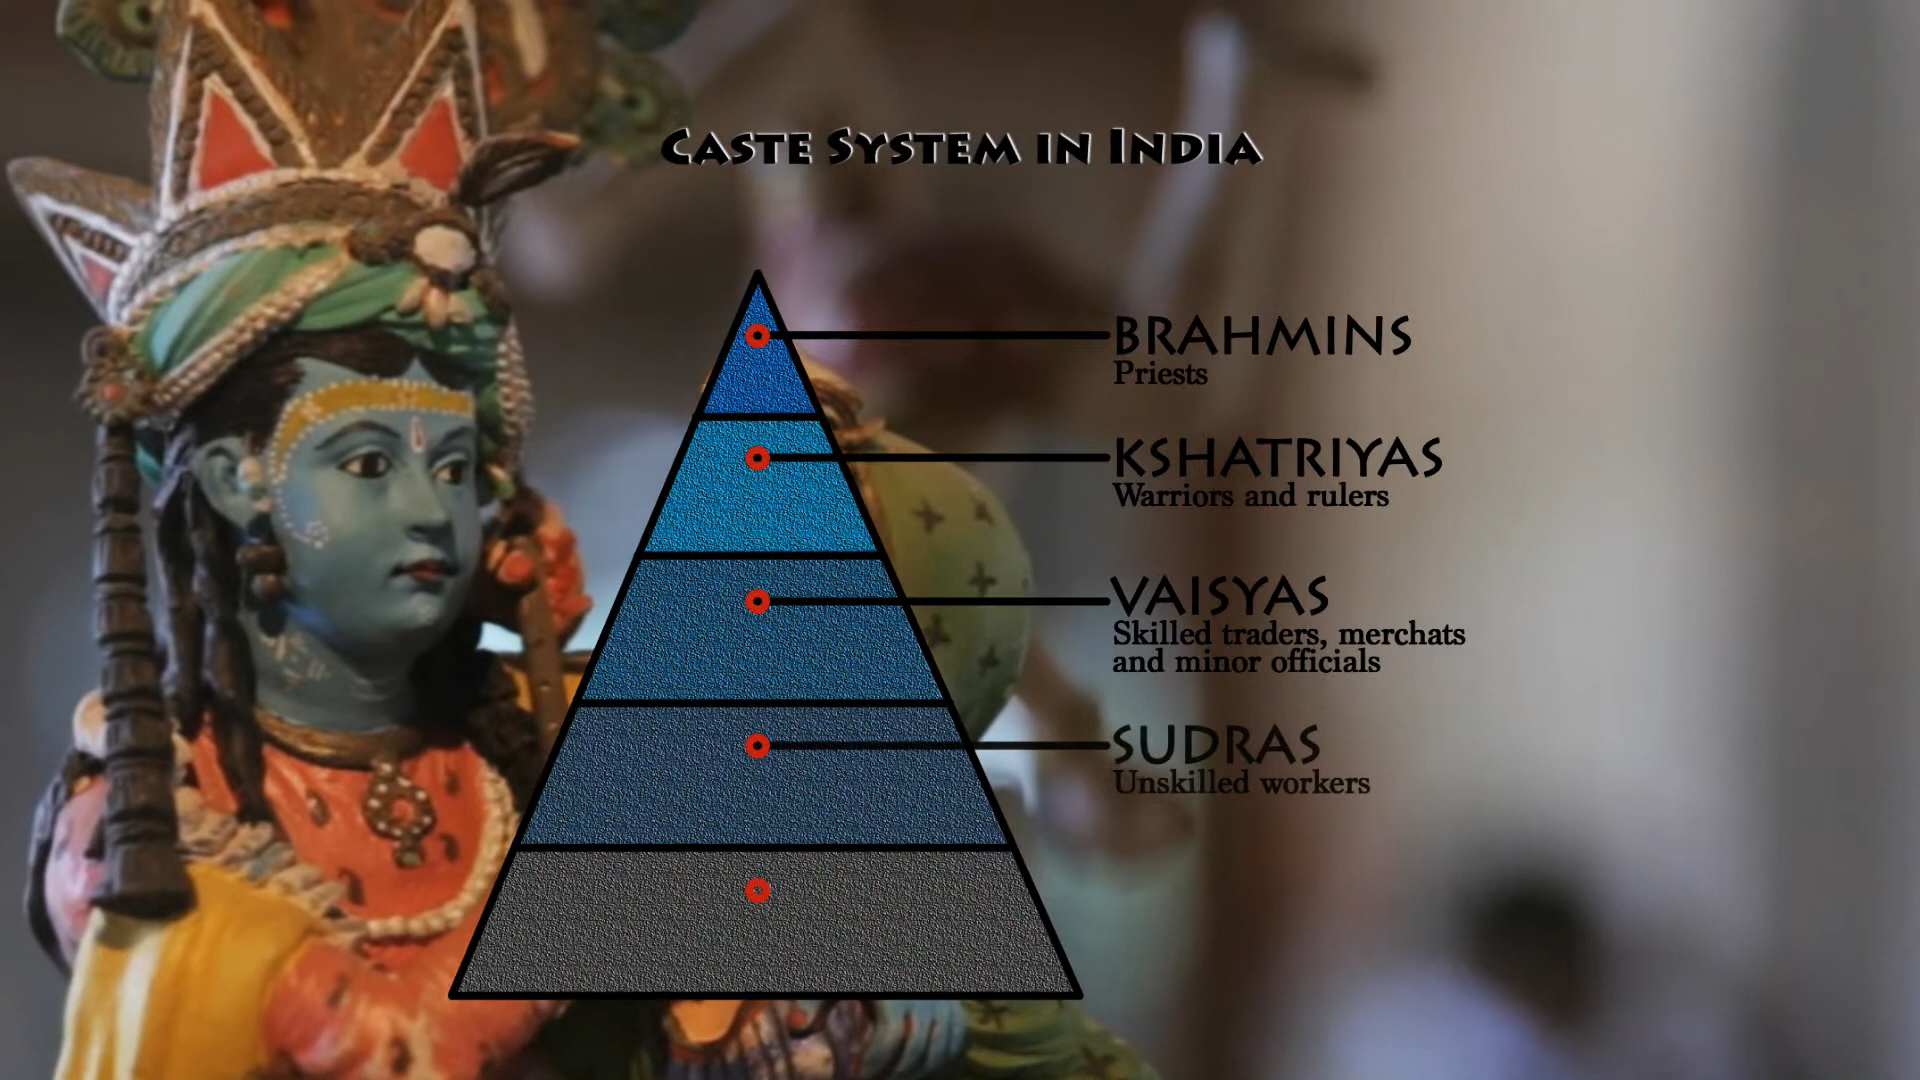 Caste System in India
BRAHMINS
Priests
KSHATRIYAS
Warriors and rulers
VAISYAS
Skilled traders, merchats
and minor officials
SUDRAS
Unskilled workers